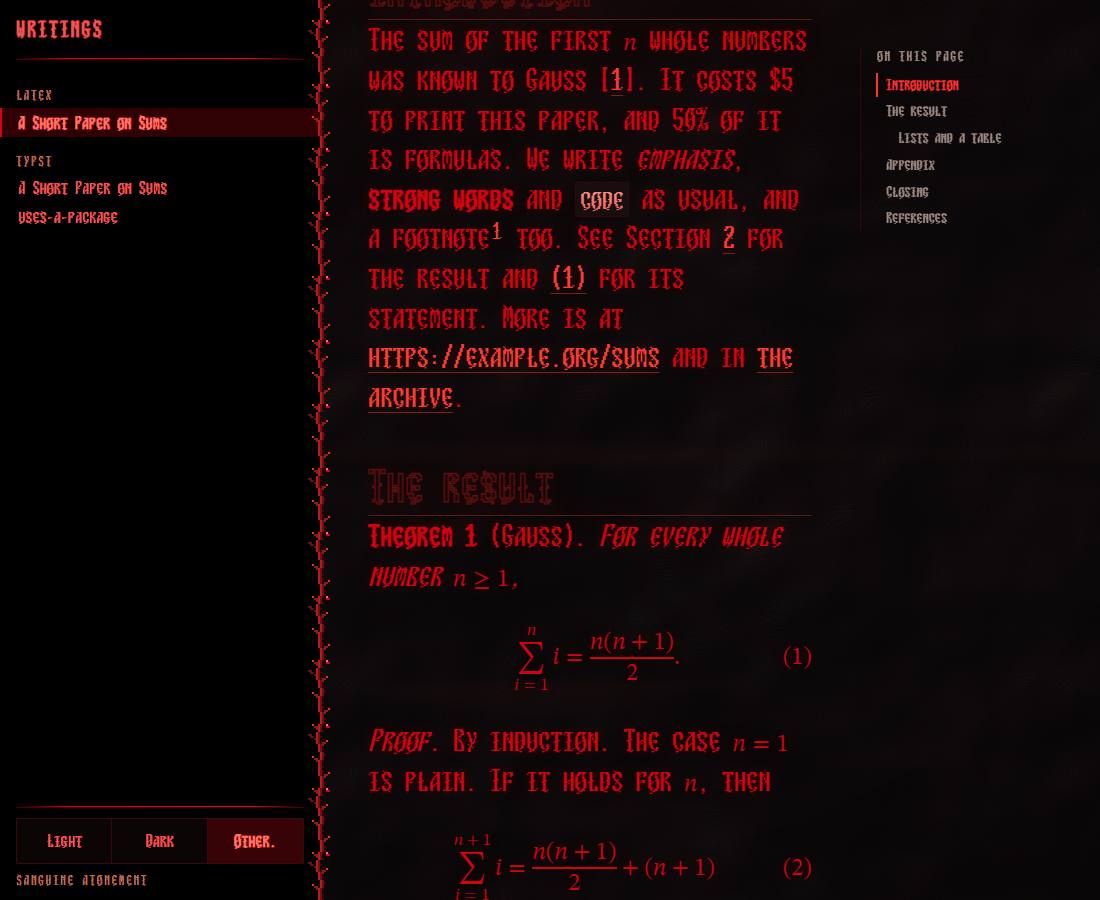 WRITINGS
LATEX
A Short Paper on Sums
TYPST
A Short Paper on Sums
uses-a-package
Light Dark Other.
SANGUINE ATONEMENT
The sum of the first n whole numbers
was known to Gauss [1]. It costs $5
to print this paper, and 50% of it
is formulas. We write emphasis,
strong words and code as usual, and
a footnote¹ too. See Section 2 for
the result and (1) for its
statement. More is at
https://example.org/sums and in the
archive.
The result
Theorem 1 (Gauss). For every whole
number n ≥ 1,
∑_{i=1}^{n} i = n(n + 1)/2. (1)
Proof. By induction. The case n = 1
is plain. If it holds for n, then
∑_{i=1}^{n+1} i = n(n + 1)/2 + (n + 1) (2)
ON THIS PAGE
Introduction
The result
Lists and a table
Appendix
Closing
References